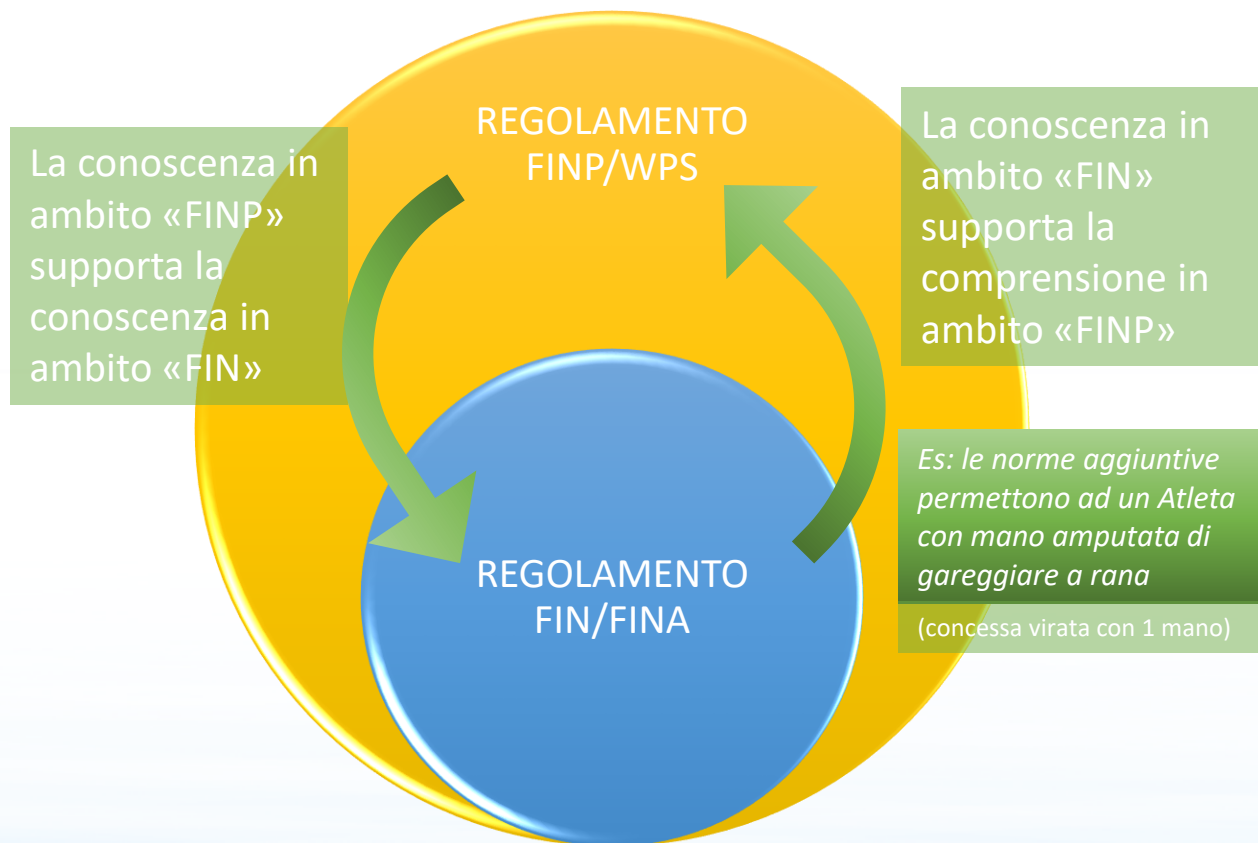 REGOLAMENTO
FINP/WPS
La conoscenza in
ambito «FINP»
supporta la
conoscenza in
ambito «FIN»
La conoscenza in
ambito «FIN»
supporta la
comprensione in
ambito «FINP»
Es: le norme aggiuntive
permettono ad un Atleta
con mano amputata di
gareggiare a rana
(concessa virata con 1 mano)
REGOLAMENTO
FIN/FINA